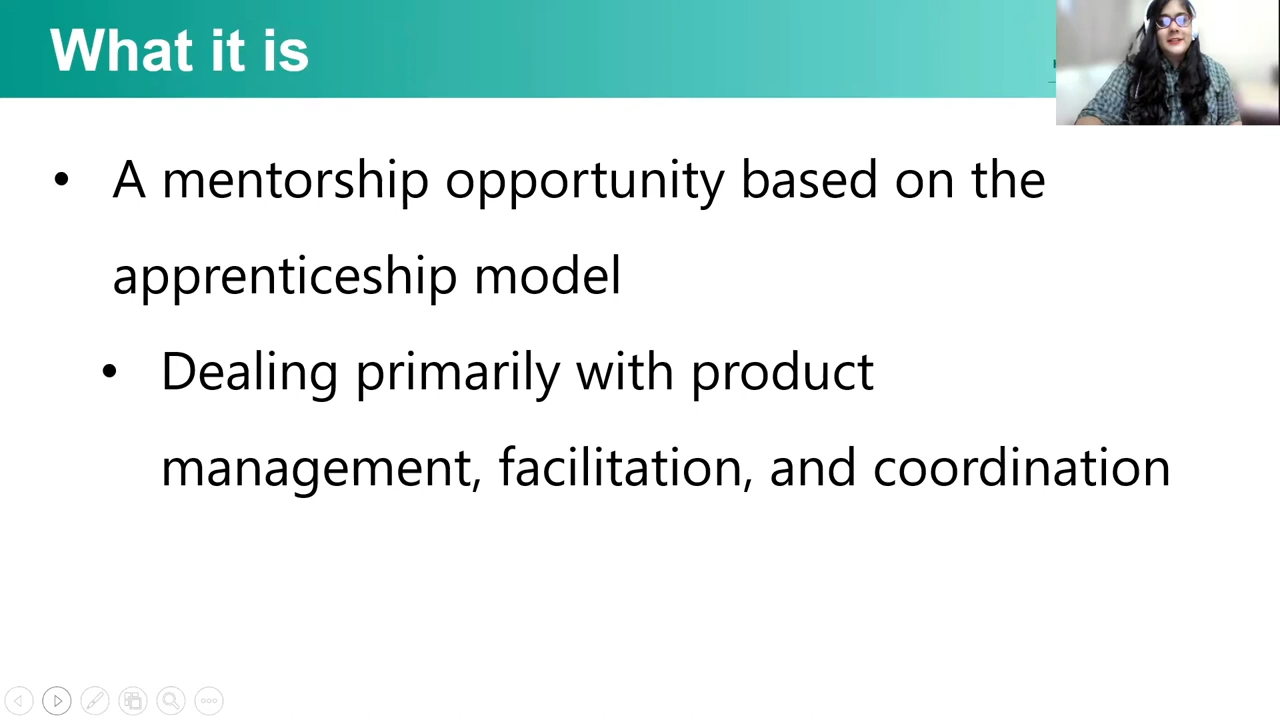 What it is
• A mentorship opportunity based on the
apprenticeship model
• Dealing primarily with product
management, facilitation, and coordination